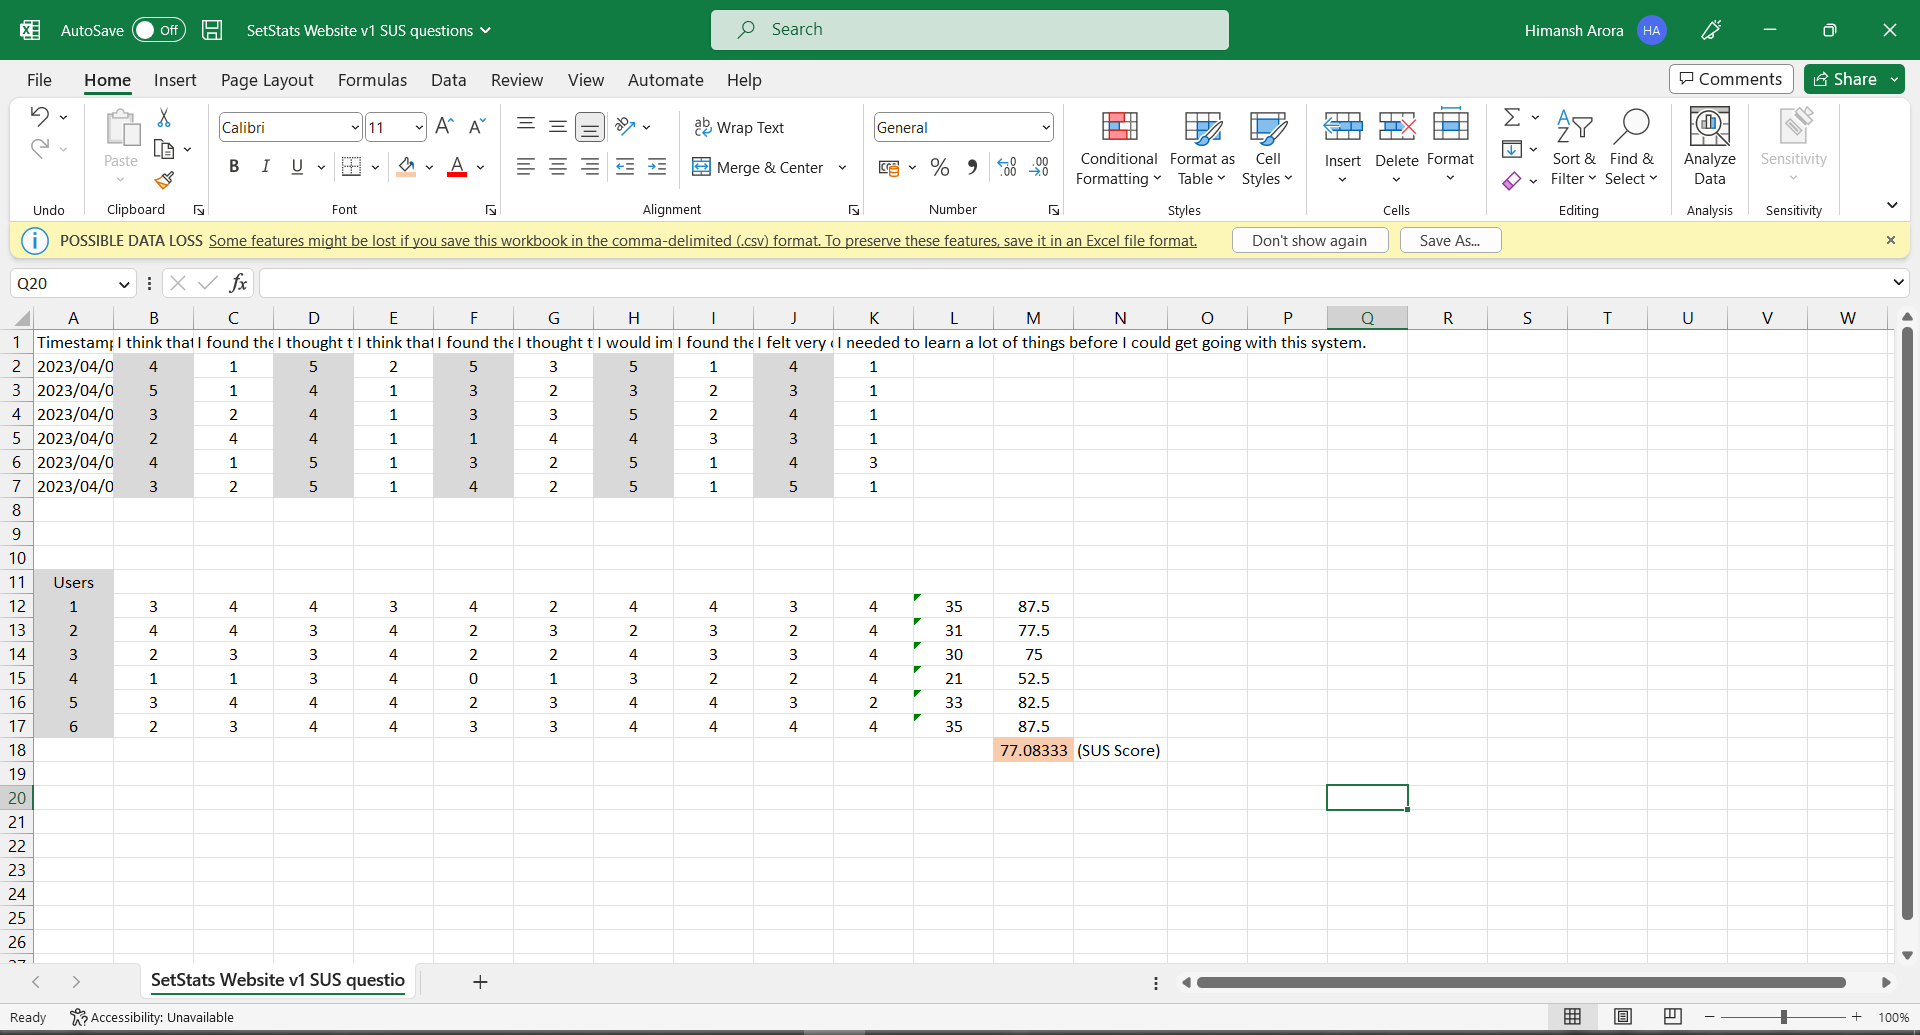 AutoSave Off SetStats Website v1 SUS questions Search Himansh Arora HA
File Home Insert Page Layout Formulas Data Review View Automate Help Comments Share
Calibri 11 Wrap Text General
Paste B I U A Merge & Center % Conditional Formatting Format as Table Cell Styles Insert Delete Format Sort & Filter Find & Select Analyze Data Sensitivity
Undo Clipboard Font Alignment Number Styles Cells Editing Analysis Sensitivity
POSSIBLE DATA LOSS Some features might be lost if you save this workbook in the comma-delimited (.csv) format. To preserve these features, save it in an Excel file format. Don't show again Save As...
Q20 fx
A B C D E F G H I J K L M N O P Q R S T U V W
1 Timestamp I think that I found the I thought t I think that I found the I thought t I would im I found the I felt very c I needed to learn a lot of things before I could get going with this system.
2 2023/04/0 4 1 5 2 5 3 5 1 4 1
3 2023/04/0 5 1 4 1 3 2 3 2 3 1
4 2023/04/0 3 2 4 1 3 3 5 2 4 1
5 2023/04/0 2 4 4 1 1 4 4 3 3 1
6 2023/04/0 4 1 5 1 3 2 5 1 4 3
7 2023/04/0 3 2 5 1 4 2 5 1 5 1
8
9
10
11 Users
12 1 3 4 4 3 4 2 4 4 3 4 35 87.5
13 2 4 4 3 4 2 3 2 3 2 4 31 77.5
14 3 2 3 3 4 2 2 4 3 3 4 30 75
15 4 1 1 3 4 0 1 3 2 2 4 21 52.5
16 5 3 4 4 4 2 3 4 4 3 2 33 82.5
17 6 2 3 4 4 3 3 4 4 4 4 35 87.5
18 77.08333 (SUS Score)
19
20
21
22
23
24
25
26
27
SetStats Website v1 SUS questio
Ready Accessibility: Unavailable 100%